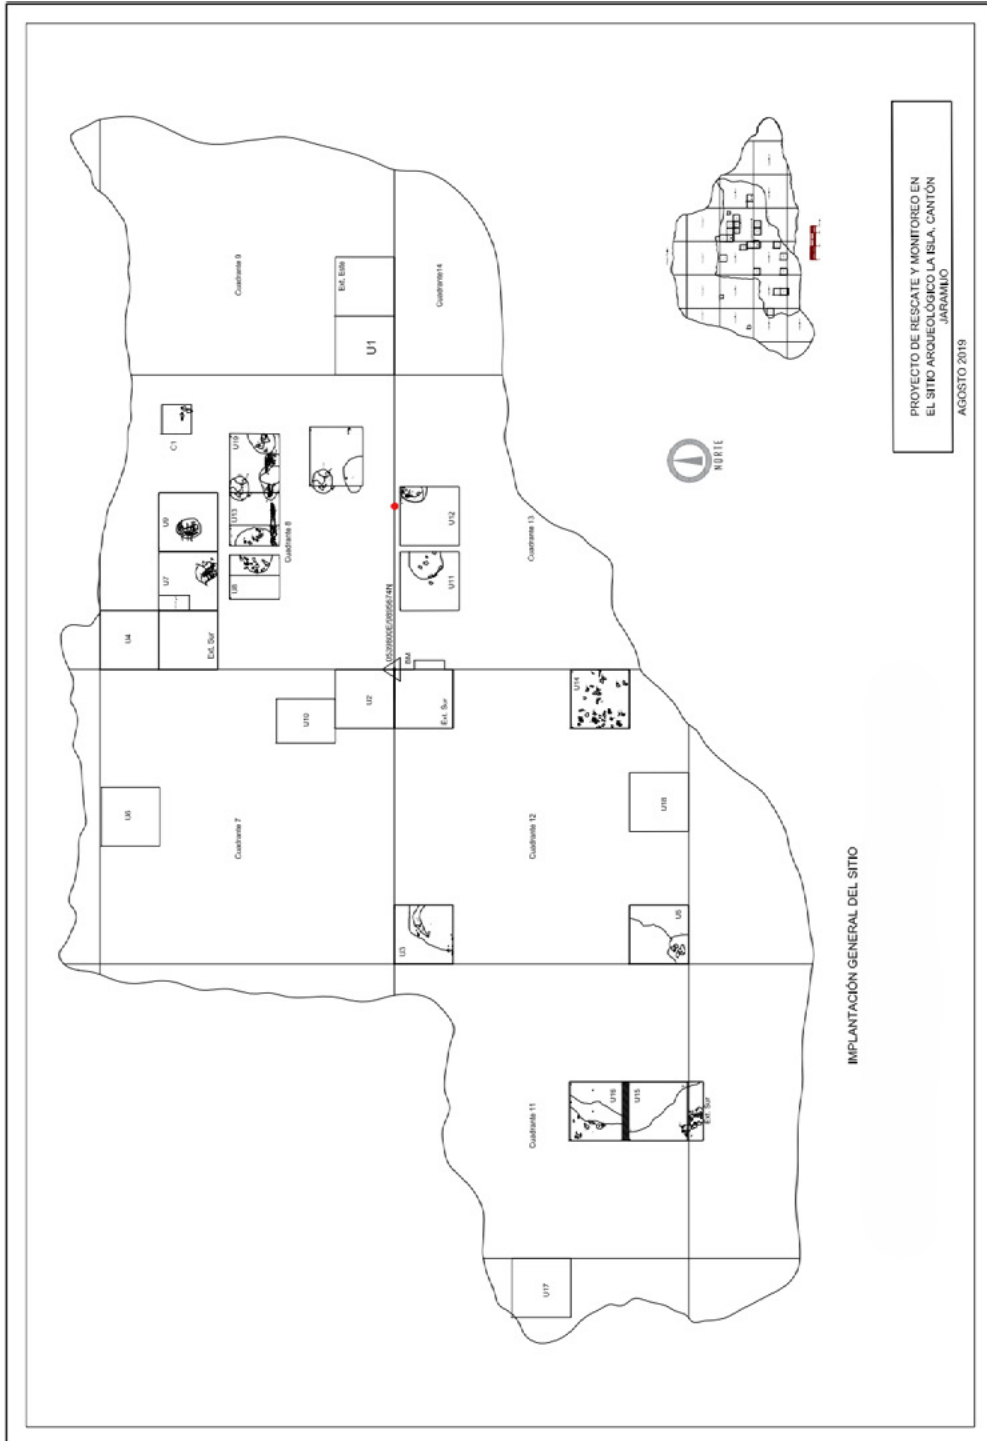 Cuadrante 9
Ext. Este
Cuadrante14
U1
C1
U19
U9
U13
Cuadrante 8
U12
U7
U8
U11
Cuadrante 13
U4
Ext. Sur
BM
U2
U10
Ext. Sur
U14
U6
Cuadrante 7
Cuadrante 12
U18
U3
U5
Cuadrante 11
U16
U15
Ext. Sur
U17
NORTE
IMPLANTACIÓN GENERAL DEL SITIO
PROYECTO DE RESCATE Y MONITOREO EN
EL SITIO ARQUEOLÓGICO LA ISLA, CANTÓN
JARAMIJO
AGOSTO 2019